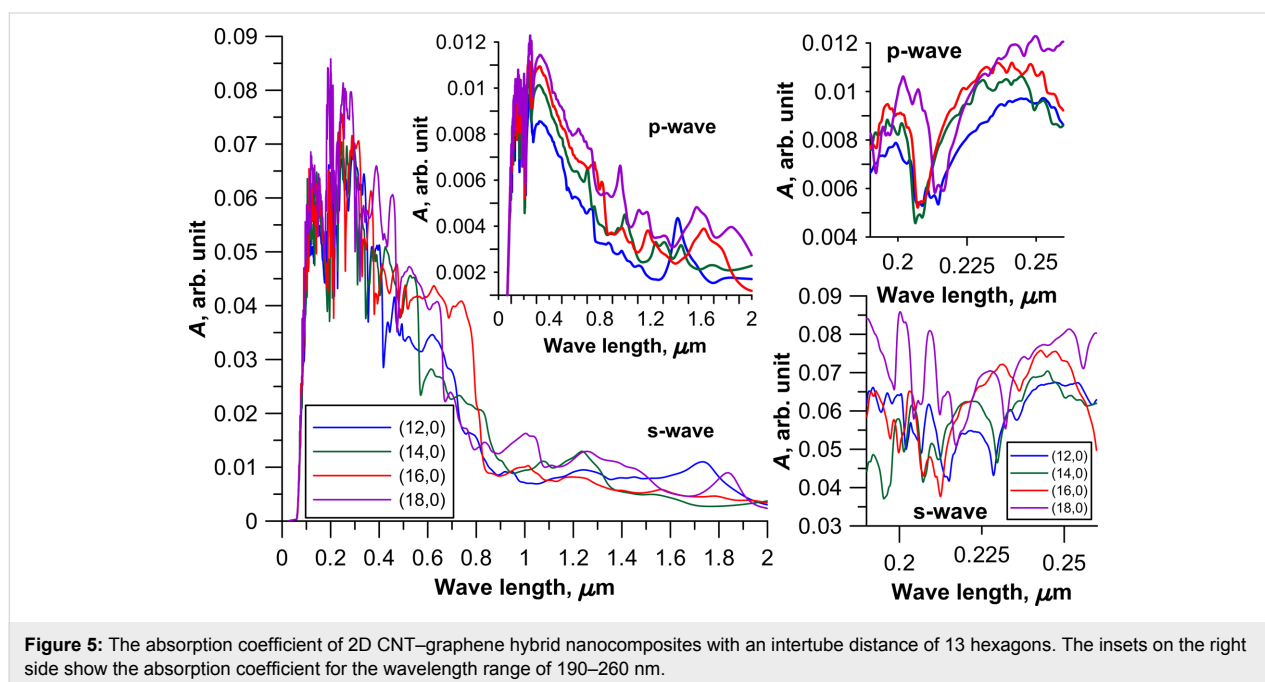 0.09
0.08
0.07
0.06
0.05
0.04
0.03
0.02
0.01
0
A, arb. unit
0 0.2 0.4 0.6 0.8 1 1.2 1.4 1.6 1.8 2
Wave length, μm
s-wave
(12,0)
(14,0)
(16,0)
(18,0)
0.012
0.010
0.008
0.006
0.004
0.002
A, arb. unit
p-wave
0 0.4 0.8 1.2 1.6 2
Wave length, μm
p-wave
0.012
0.01
0.008
0.006
0.004
A, arb. unit
0.2 0.225 0.25
Wave length, μm
0.09
0.08
0.07
0.06
0.05
0.04
0.03
A, arb. unit
s-wave
(12,0)
(14,0)
(16,0)
(18,0)
0.2 0.225 0.25
Wave length, μm
Figure 5: The absorption coefficient of 2D CNT–graphene hybrid nanocomposites with an intertube distance of 13 hexagons. The insets on the right
side show the absorption coefficient for the wavelength range of 190–260 nm.